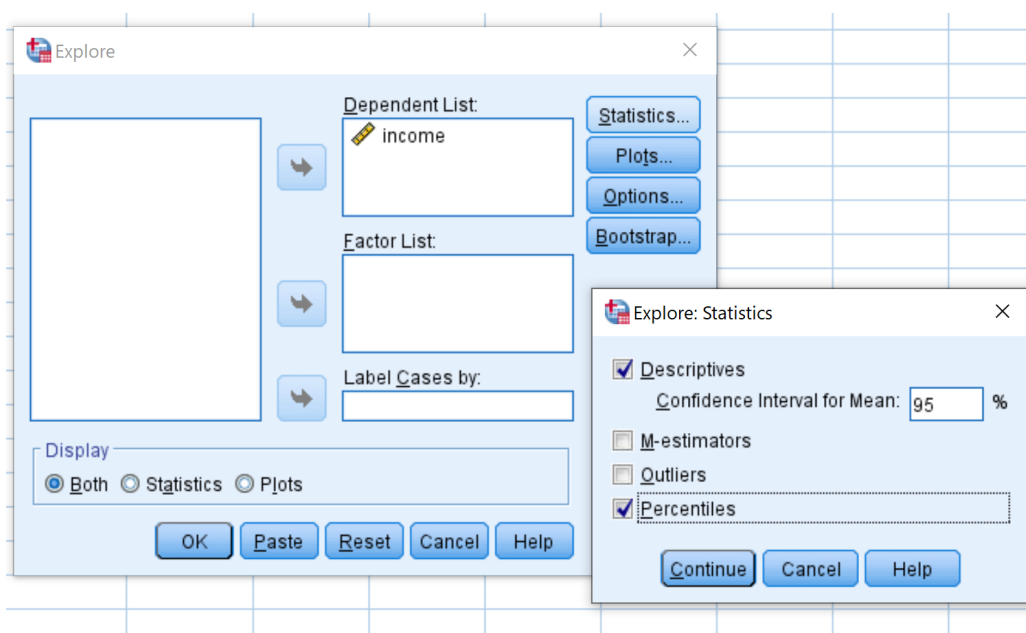 Explore
Dependent List:
income
Statistics...
Plots...
Options...
Bootstrap...
Factor List:
Label Cases by:
Display
Both Statistics Plots
OK Paste Reset Cancel Help
Explore: Statistics
Descriptives
Confidence Interval for Mean: 95 %
M-estimators
Outliers
Percentiles
Continue Cancel Help